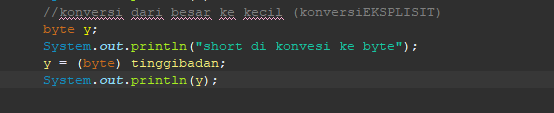 //konversi dari besar ke kecil (konversiEKSPLISIT)
byte y;
System.out.println("short di konvesi ke byte");
y = (byte) tinggibadan;
System.out.println(y);